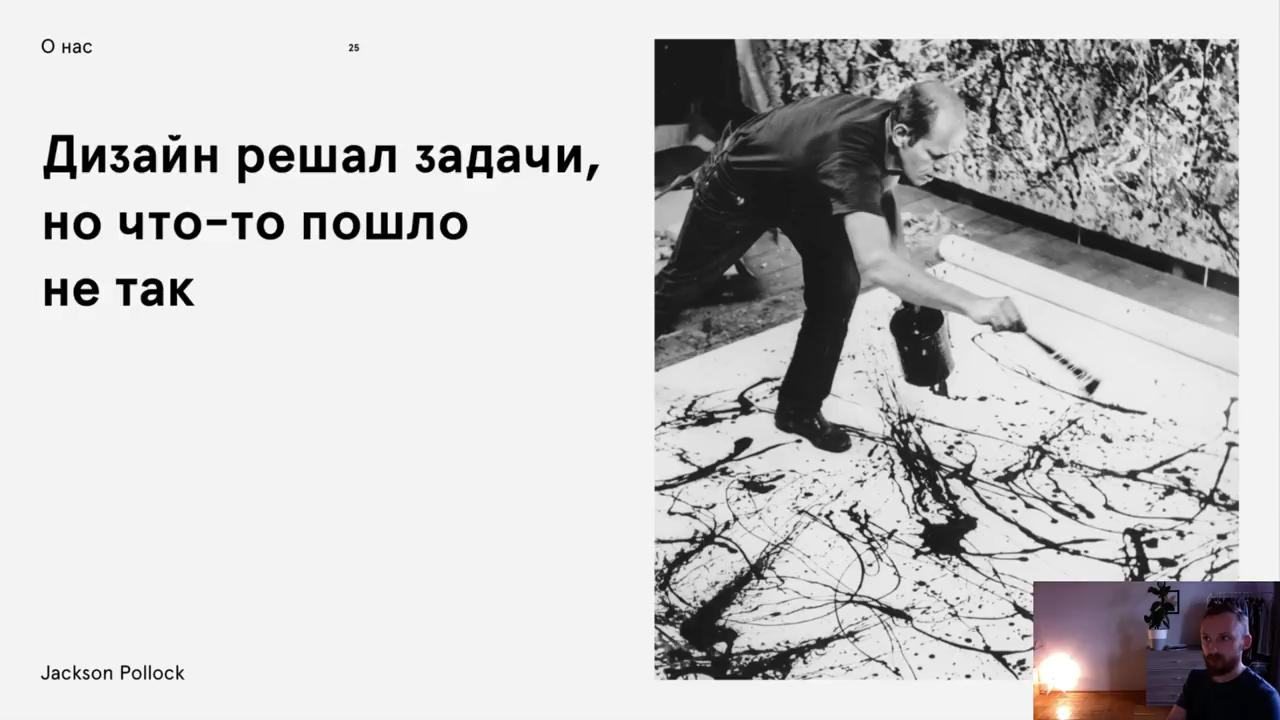 О нас
25
Дизайн решал задачи,
но что-то пошло
не так
Jackson Pollock